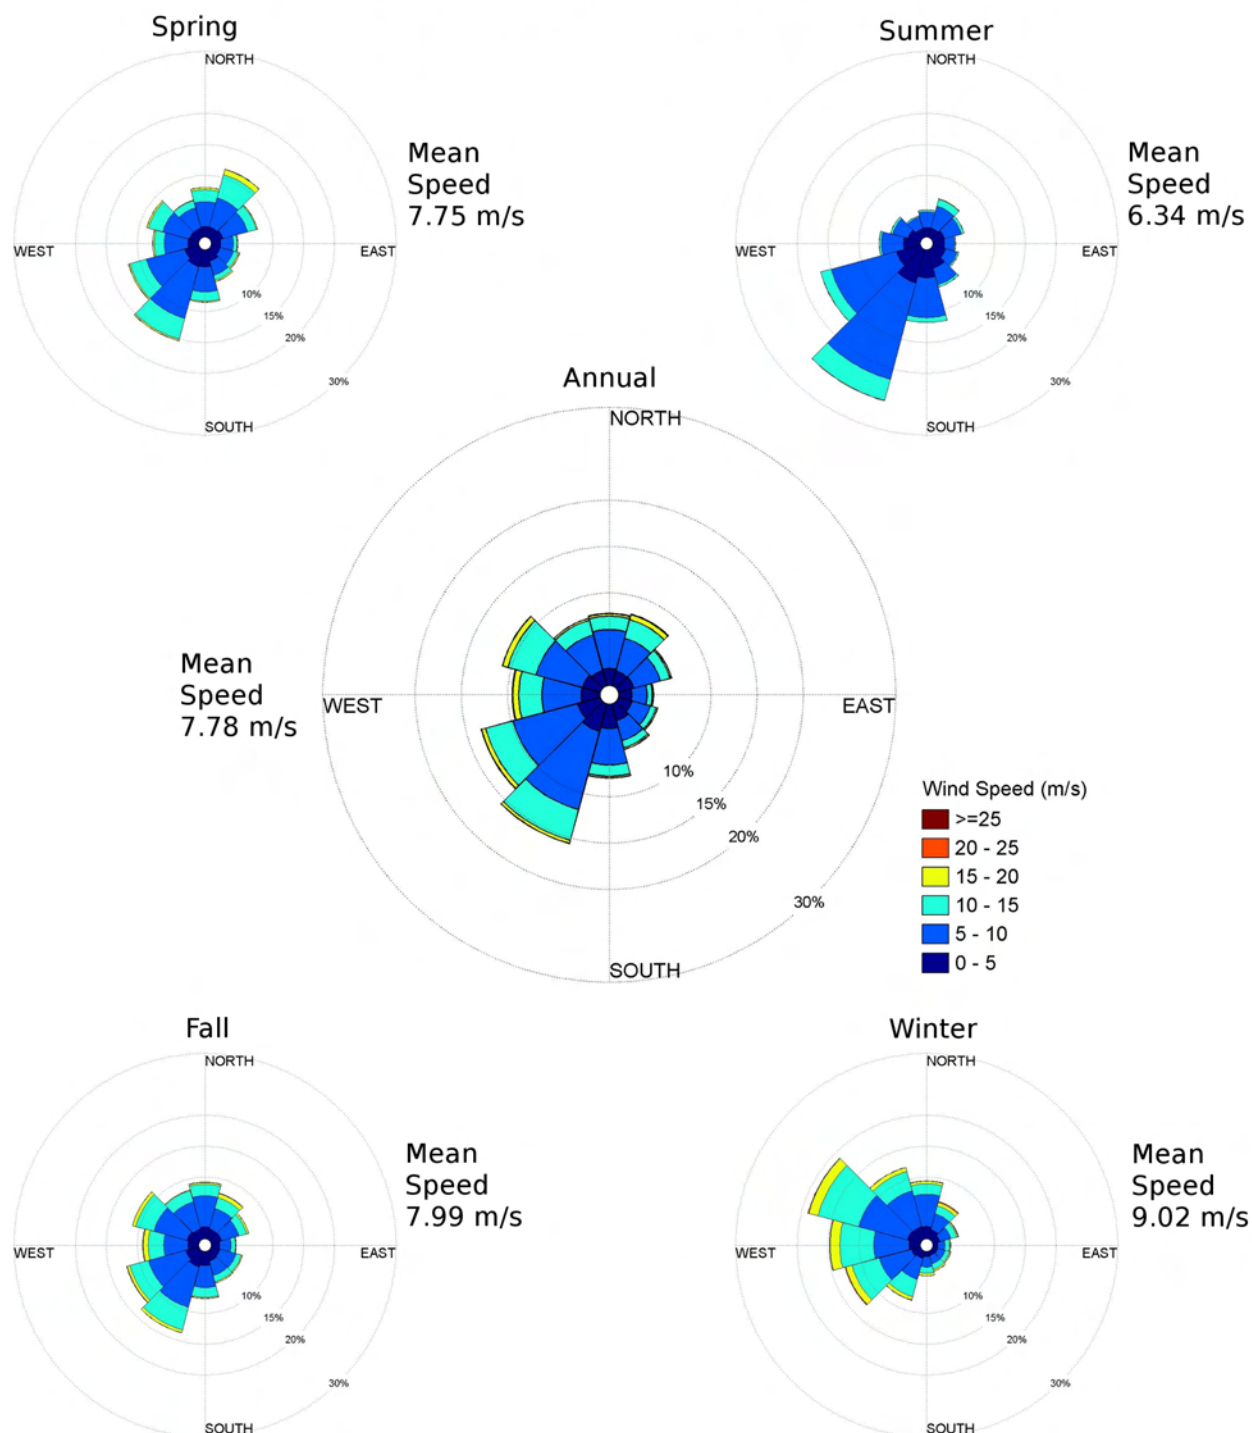 Spring
NORTH
WEST
EAST
SOUTH
10%
15%
20%
30%
Mean
Speed
7.75 m/s
Summer
NORTH
WEST
EAST
SOUTH
10%
15%
20%
30%
Mean
Speed
6.34 m/s
Annual
NORTH
WEST
EAST
SOUTH
10%
15%
20%
30%
Mean
Speed
7.78 m/s
Wind Speed (m/s)
>=25
20 - 25
15 - 20
10 - 15
5 - 10
0 - 5
Fall
NORTH
WEST
EAST
SOUTH
10%
15%
20%
30%
Mean
Speed
7.99 m/s
Winter
NORTH
WEST
EAST
SOUTH
10%
15%
20%
30%
Mean
Speed
9.02 m/s